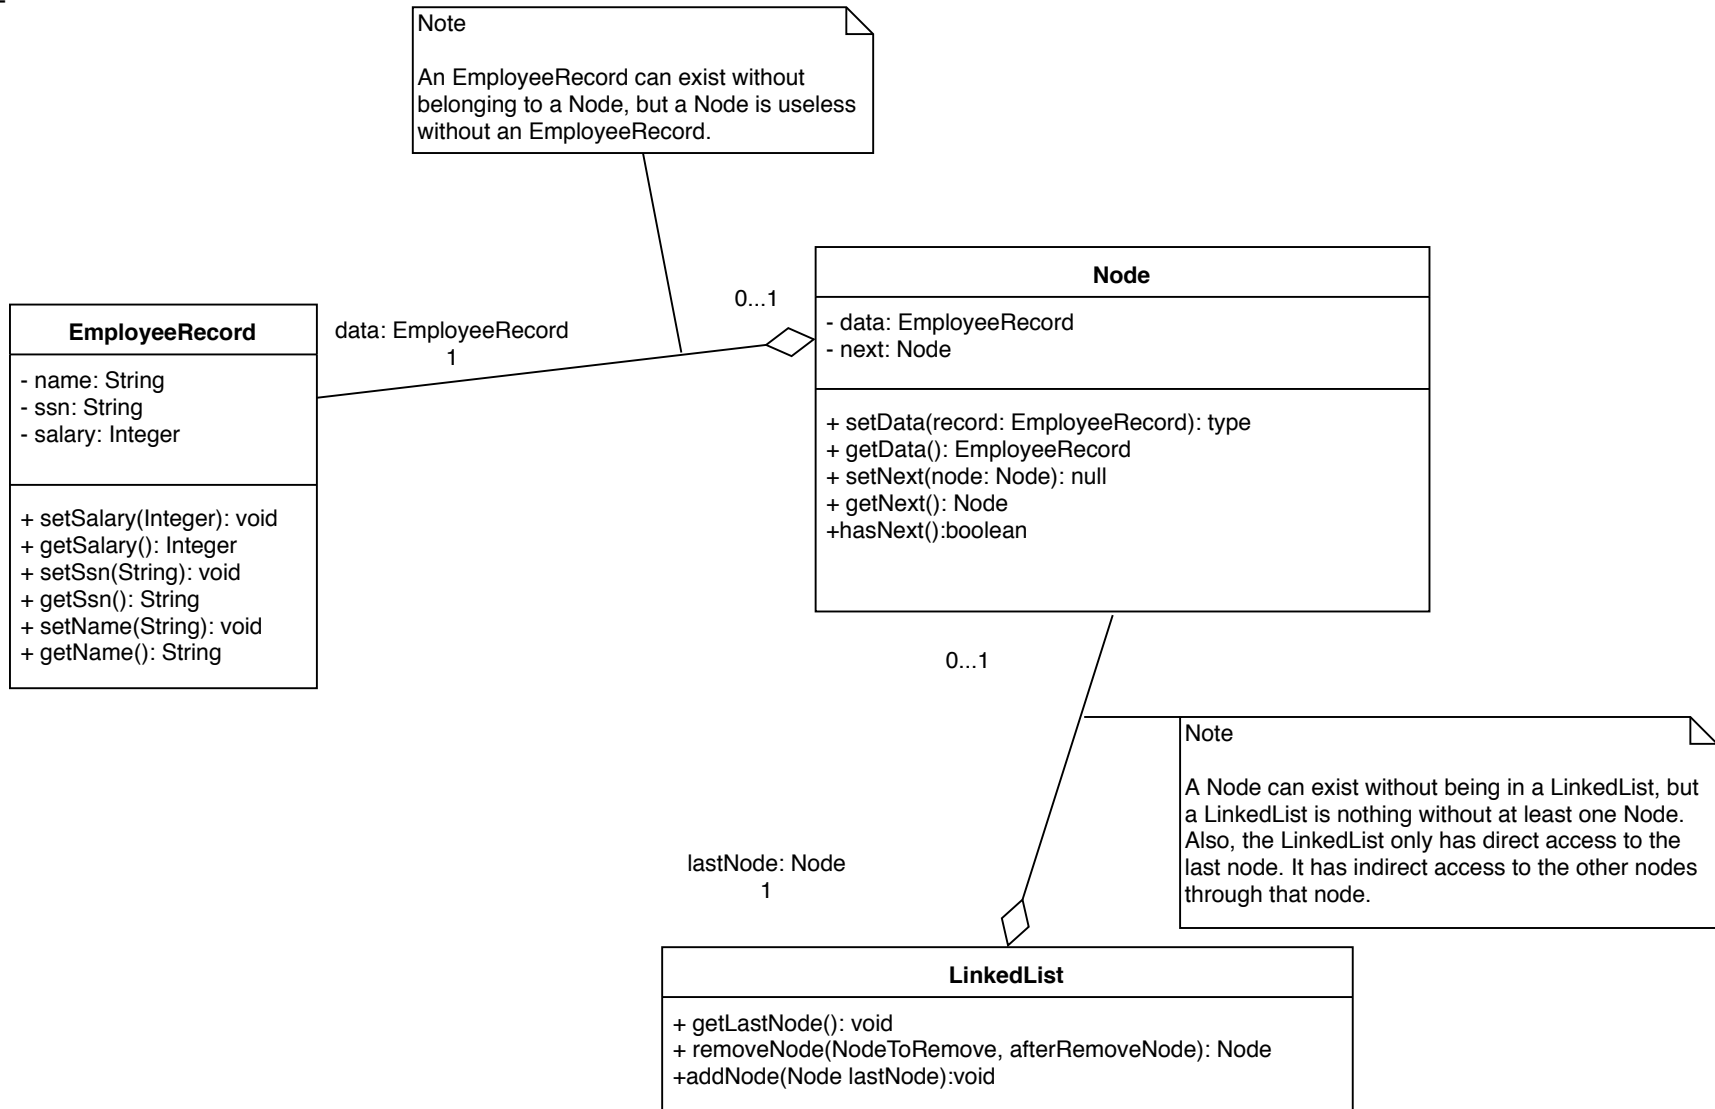 Note
An EmployeeRecord can exist without
belonging to a Node, but a Node is useless
without an EmployeeRecord.
Node
- data: EmployeeRecord
- next: Node
+ setData(record: EmployeeRecord): type
+ getData(): EmployeeRecord
+ setNext(node: Node): null
+ getNext(): Node
+hasNext():boolean
0...1
data: EmployeeRecord
1
EmployeeRecord
- name: String
- ssn: String
- salary: Integer
+ setSalary(Integer): void
+ getSalary(): Integer
+ setSsn(String): void
+ getSsn(): String
+ setName(String): void
+ getName(): String
0...1
Note
A Node can exist without being in a LinkedList, but
a LinkedList is nothing without at least one Node.
Also, the LinkedList only has direct access to the
last node. It has indirect access to the other nodes
through that node.
lastNode: Node
1
LinkedList
+ getLastNode(): void
+ removeNode(NodeToRemove, afterRemoveNode): Node
+addNode(Node lastNode):void